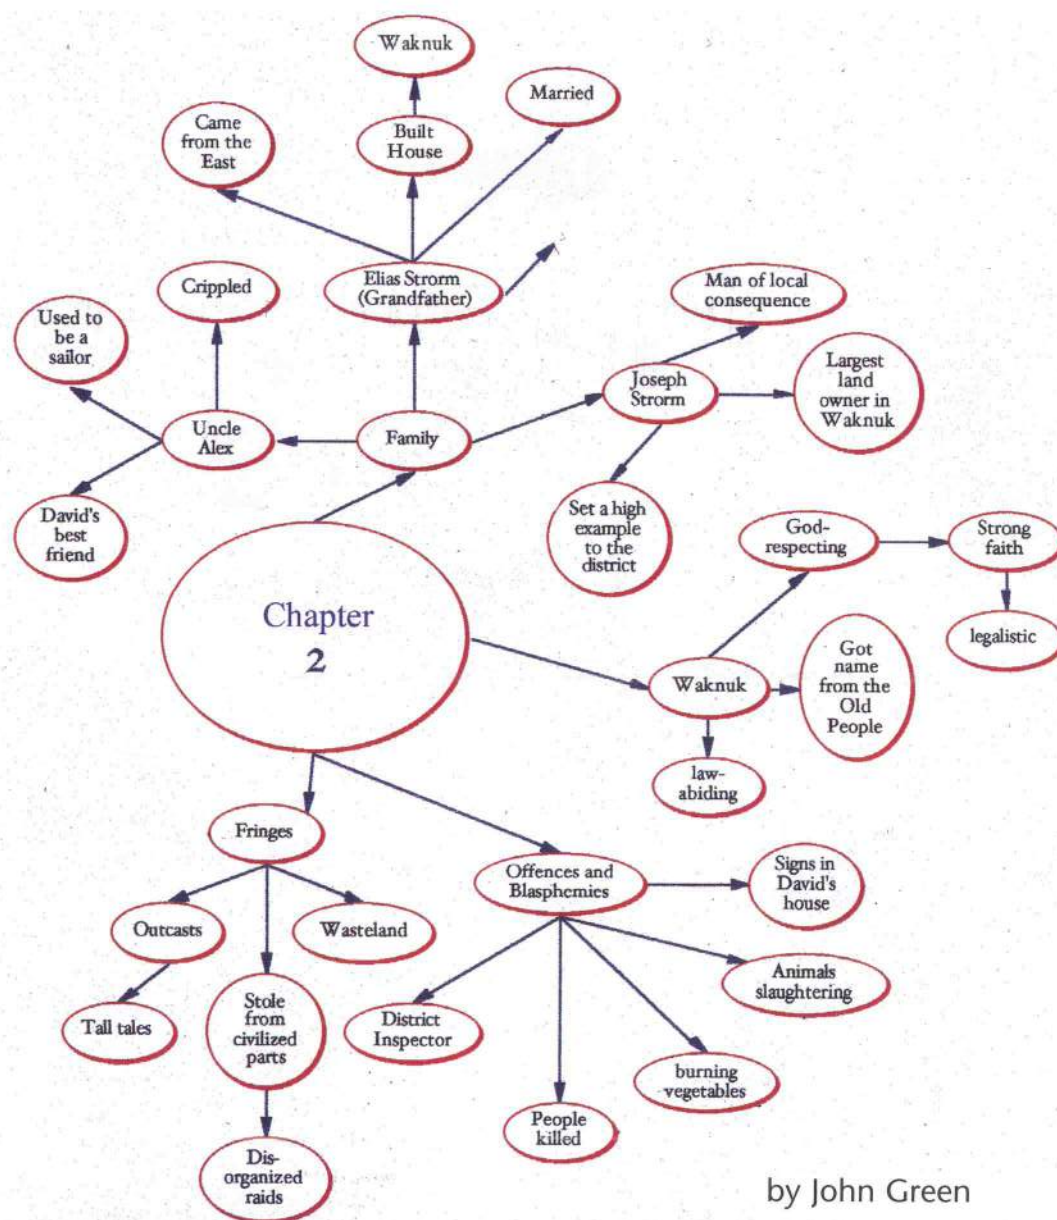 Waknuk
Married
Came
from the
East
Built
House
Elias Strorm
(Grandfather)
Crippled
Man of local
consequence
Used to
be a
sailor
Joseph
Strorm
Largest
land
owner in
Waknuk
Uncle
Alex
Family
David's
best
friend
Set a high
example
to the
district
God-
respecting
Strong
faith
Chapter
2
legalistic
Waknuk
Got
name
from the
Old
People
law-
abiding
Fringes
Offences and
Blasphemies
Signs in
David's
house
Outcasts
Wasteland
Animals
slaughtering
Tall tales
Stole
from
civilized
parts
District
Inspector
burning
vegetables
People
killed
Dis-
organized
raids
by John Green